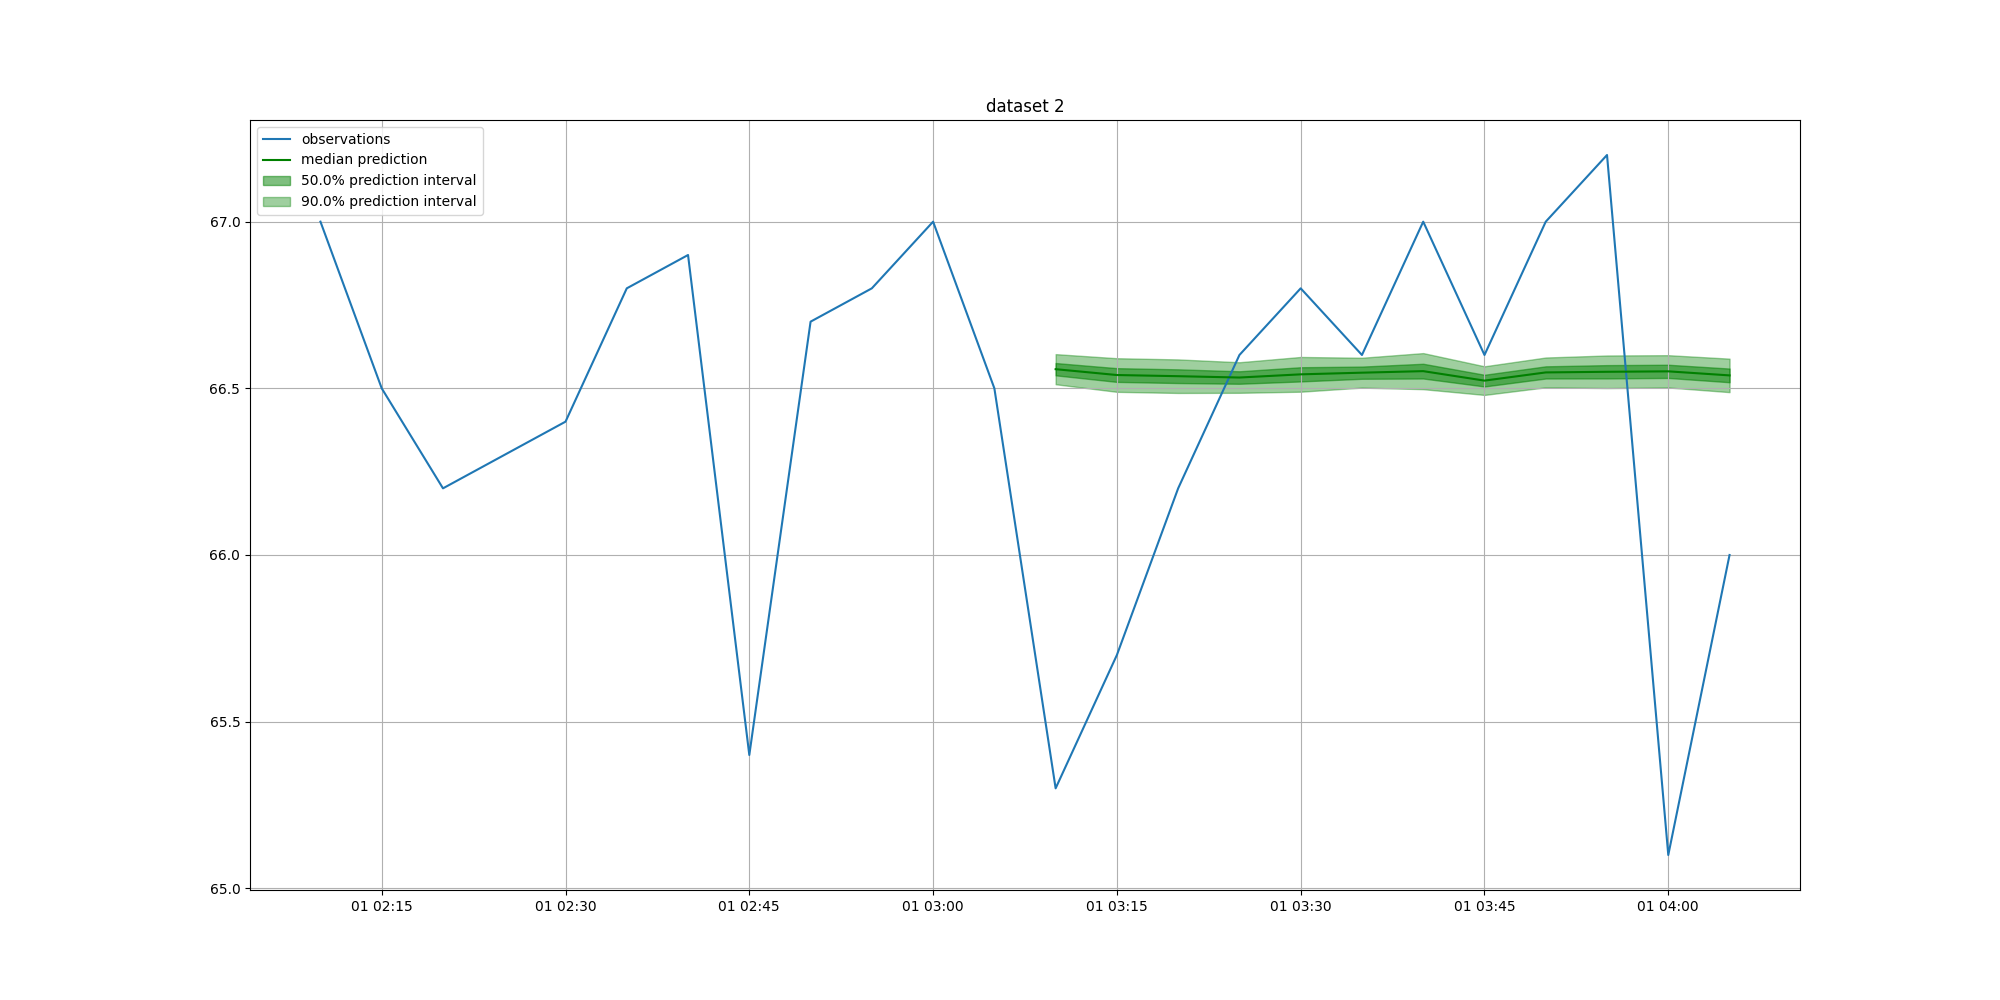 dataset 2
observations
median prediction
50.0% prediction interval
90.0% prediction interval
67.0
66.5
66.0
65.5
65.0
01 02:15 01 02:30 01 02:45 01 03:00 01 03:15 01 03:30 01 03:45 01 04:00